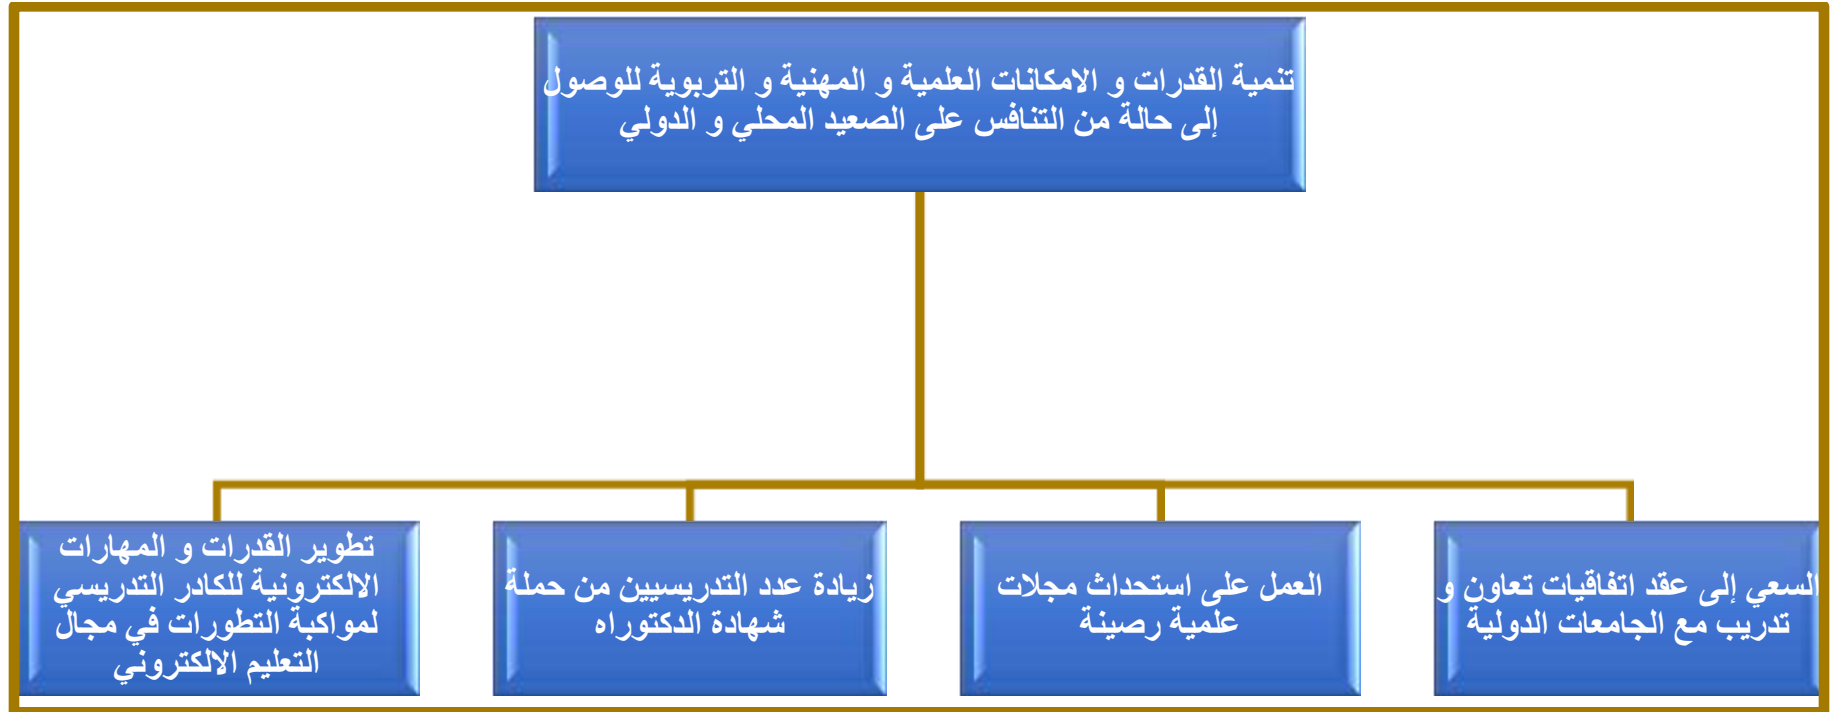 تنمية القدرات و الامكانات العلمية و المهنية و التربوية للوصول
إلى حالة من التنافس على الصعيد المحلي و الدولي
السعي إلى عقد اتفاقيات تعاون و
تدريب مع الجامعات الدولية
العمل على استحداث مجلات
علمية رصينة
زيادة عدد التدريسيين من حملة
شهادة الدكتوراه
تطوير القدرات و المهارات
الالكترونية للكادر التدريسي
لمواكبة التطورات في مجال
التعليم الالكتروني